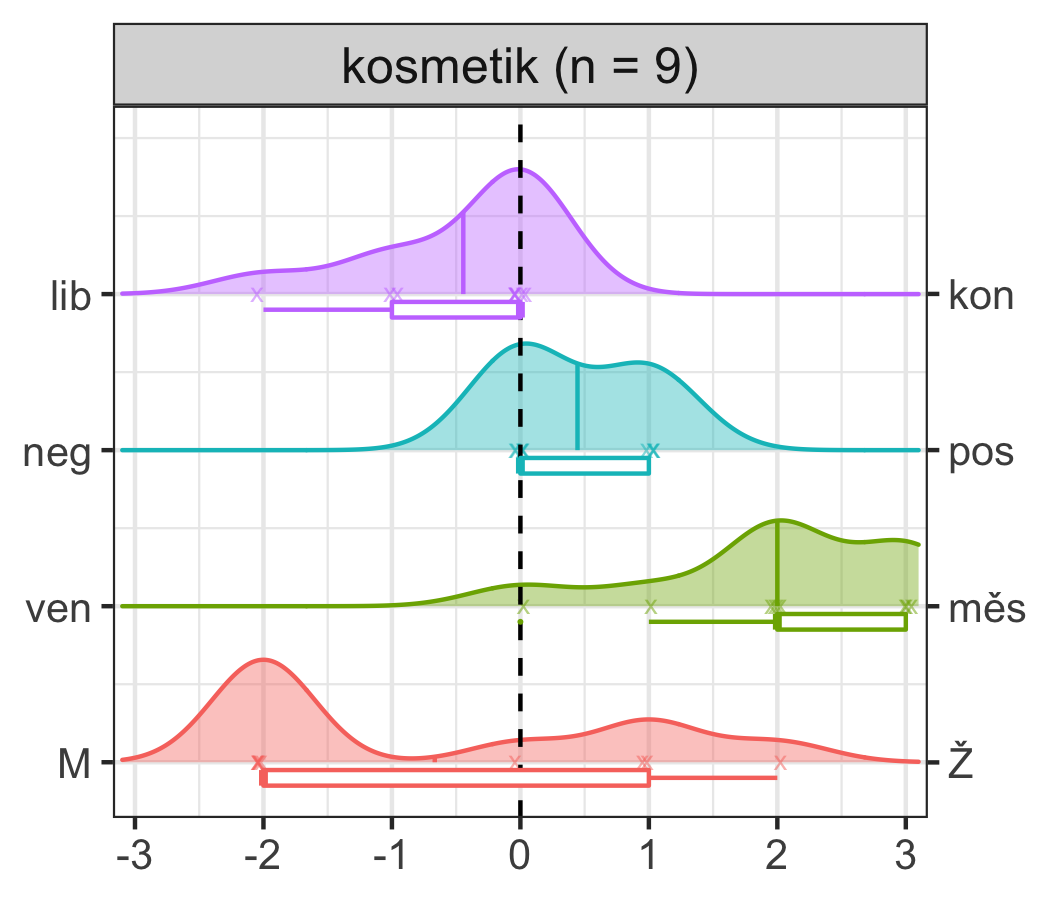 kosmetik (n = 9)
lib kon
neg pos
ven měs
M Ž
-3 -2 -1 0 1 2 3